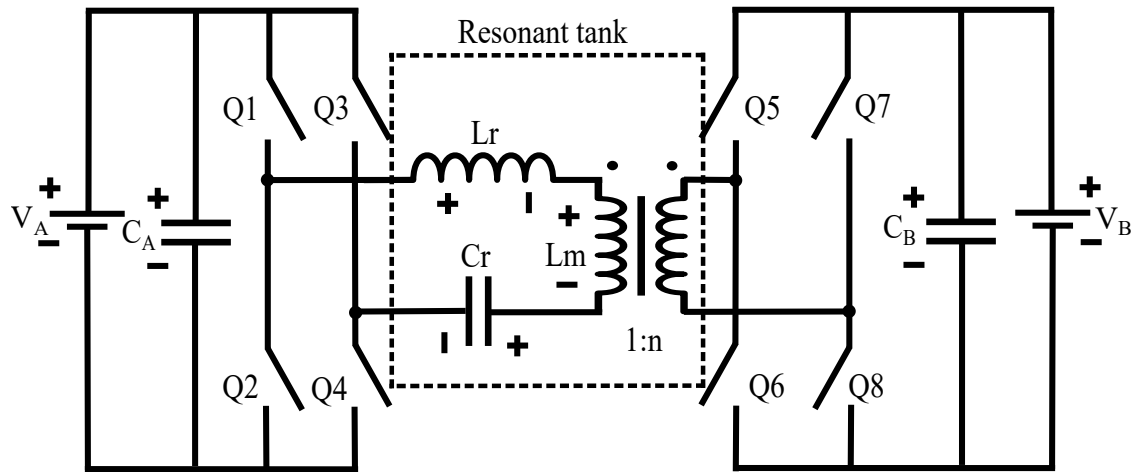 Resonant tank
Q1
Q3
Lr
Q5
Q7
V_A
C_A
Lm
C_B
V_B
Cr
1:n
Q2
Q4
Q6
Q8